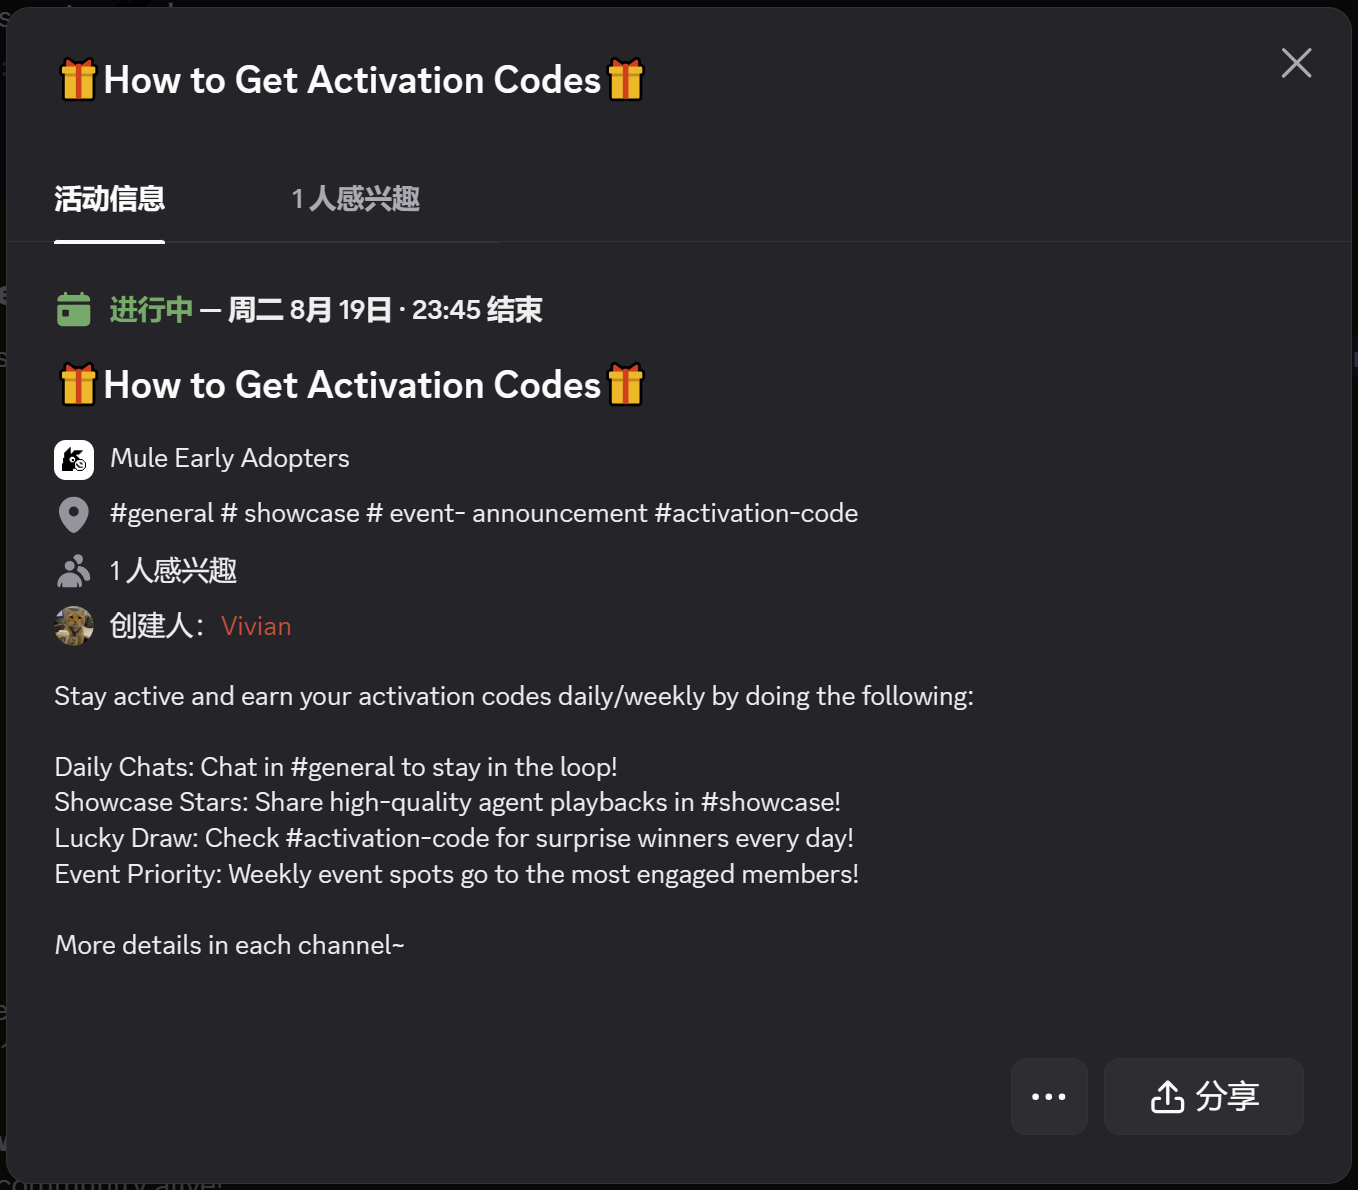 How to Get Activation Codes
活动信息
1 人感兴趣
进行中 – 周二 8月 19日 · 23:45 结束
How to Get Activation Codes
Mule Early Adopters
#general # showcase # event- announcement #activation-code
1 人感兴趣
创建人： Vivian
Stay active and earn your activation codes daily/weekly by doing the following:
Daily Chats: Chat in #general to stay in the loop!
Showcase Stars: Share high-quality agent playbacks in #showcase!
Lucky Draw: Check #activation-code for surprise winners every day!
Event Priority: Weekly event spots go to the most engaged members!
More details in each channel~
分享